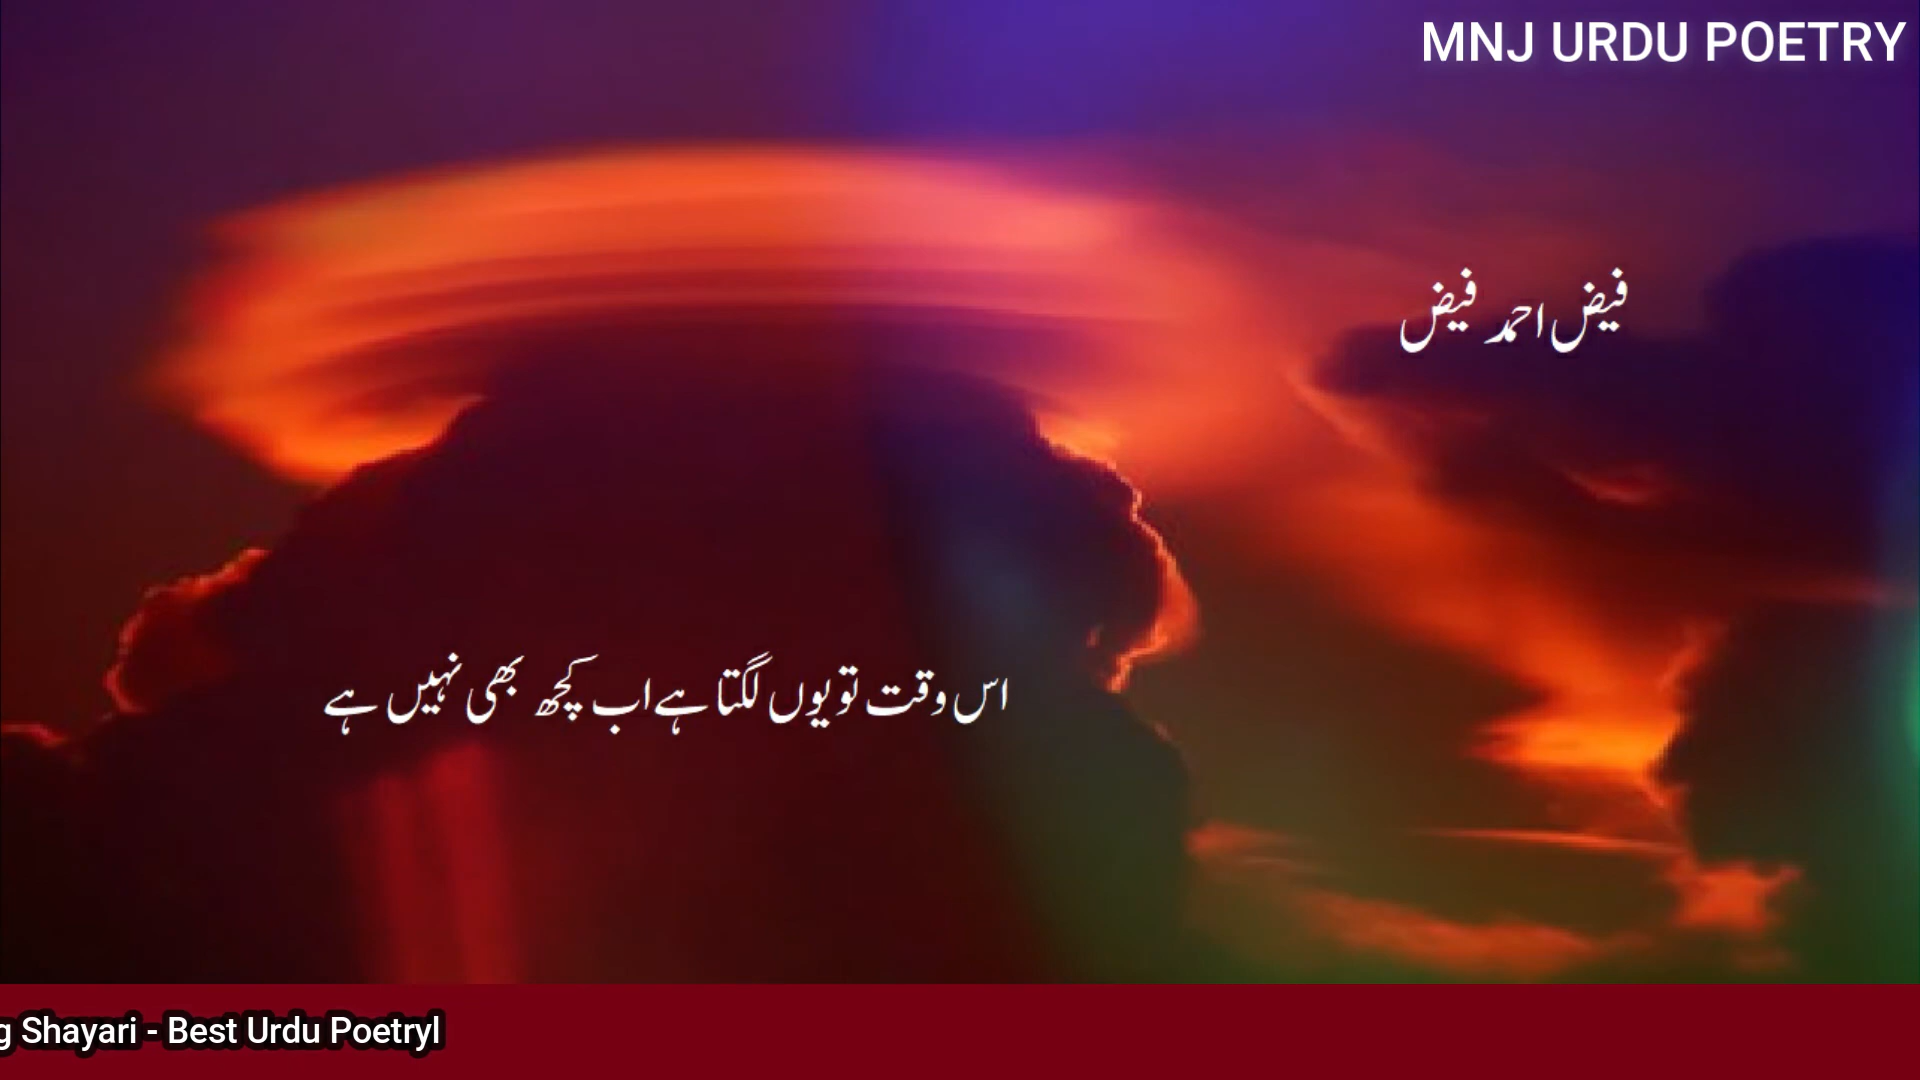 MNJ URDU POETRY
فیض احمد فیض
اس وقت تو یوں لگتا ہے اب کچھ بھی نہیں ہے
g Shayari - Best Urdu Poetryl